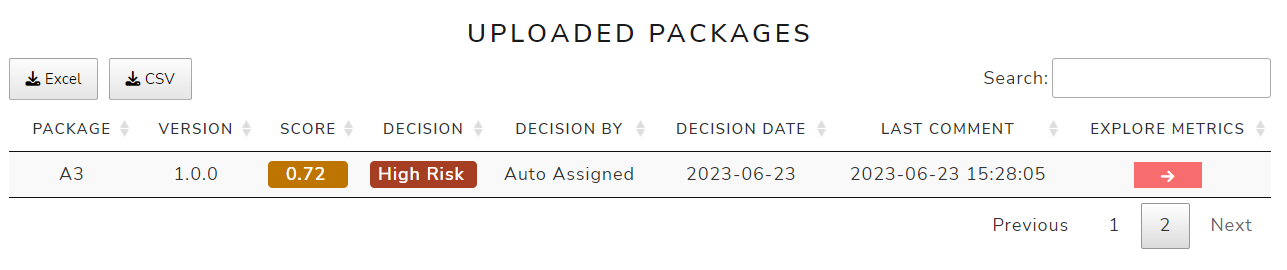 UPLOADED PACKAGES
Excel CSV Search:
PACKAGE VERSION SCORE DECISION DECISION BY DECISION DATE LAST COMMENT EXPLORE METRICS
A3 1.0.0 0.72 High Risk Auto Assigned 2023-06-23 2023-06-23 15:28:05
Previous 1 2 Next